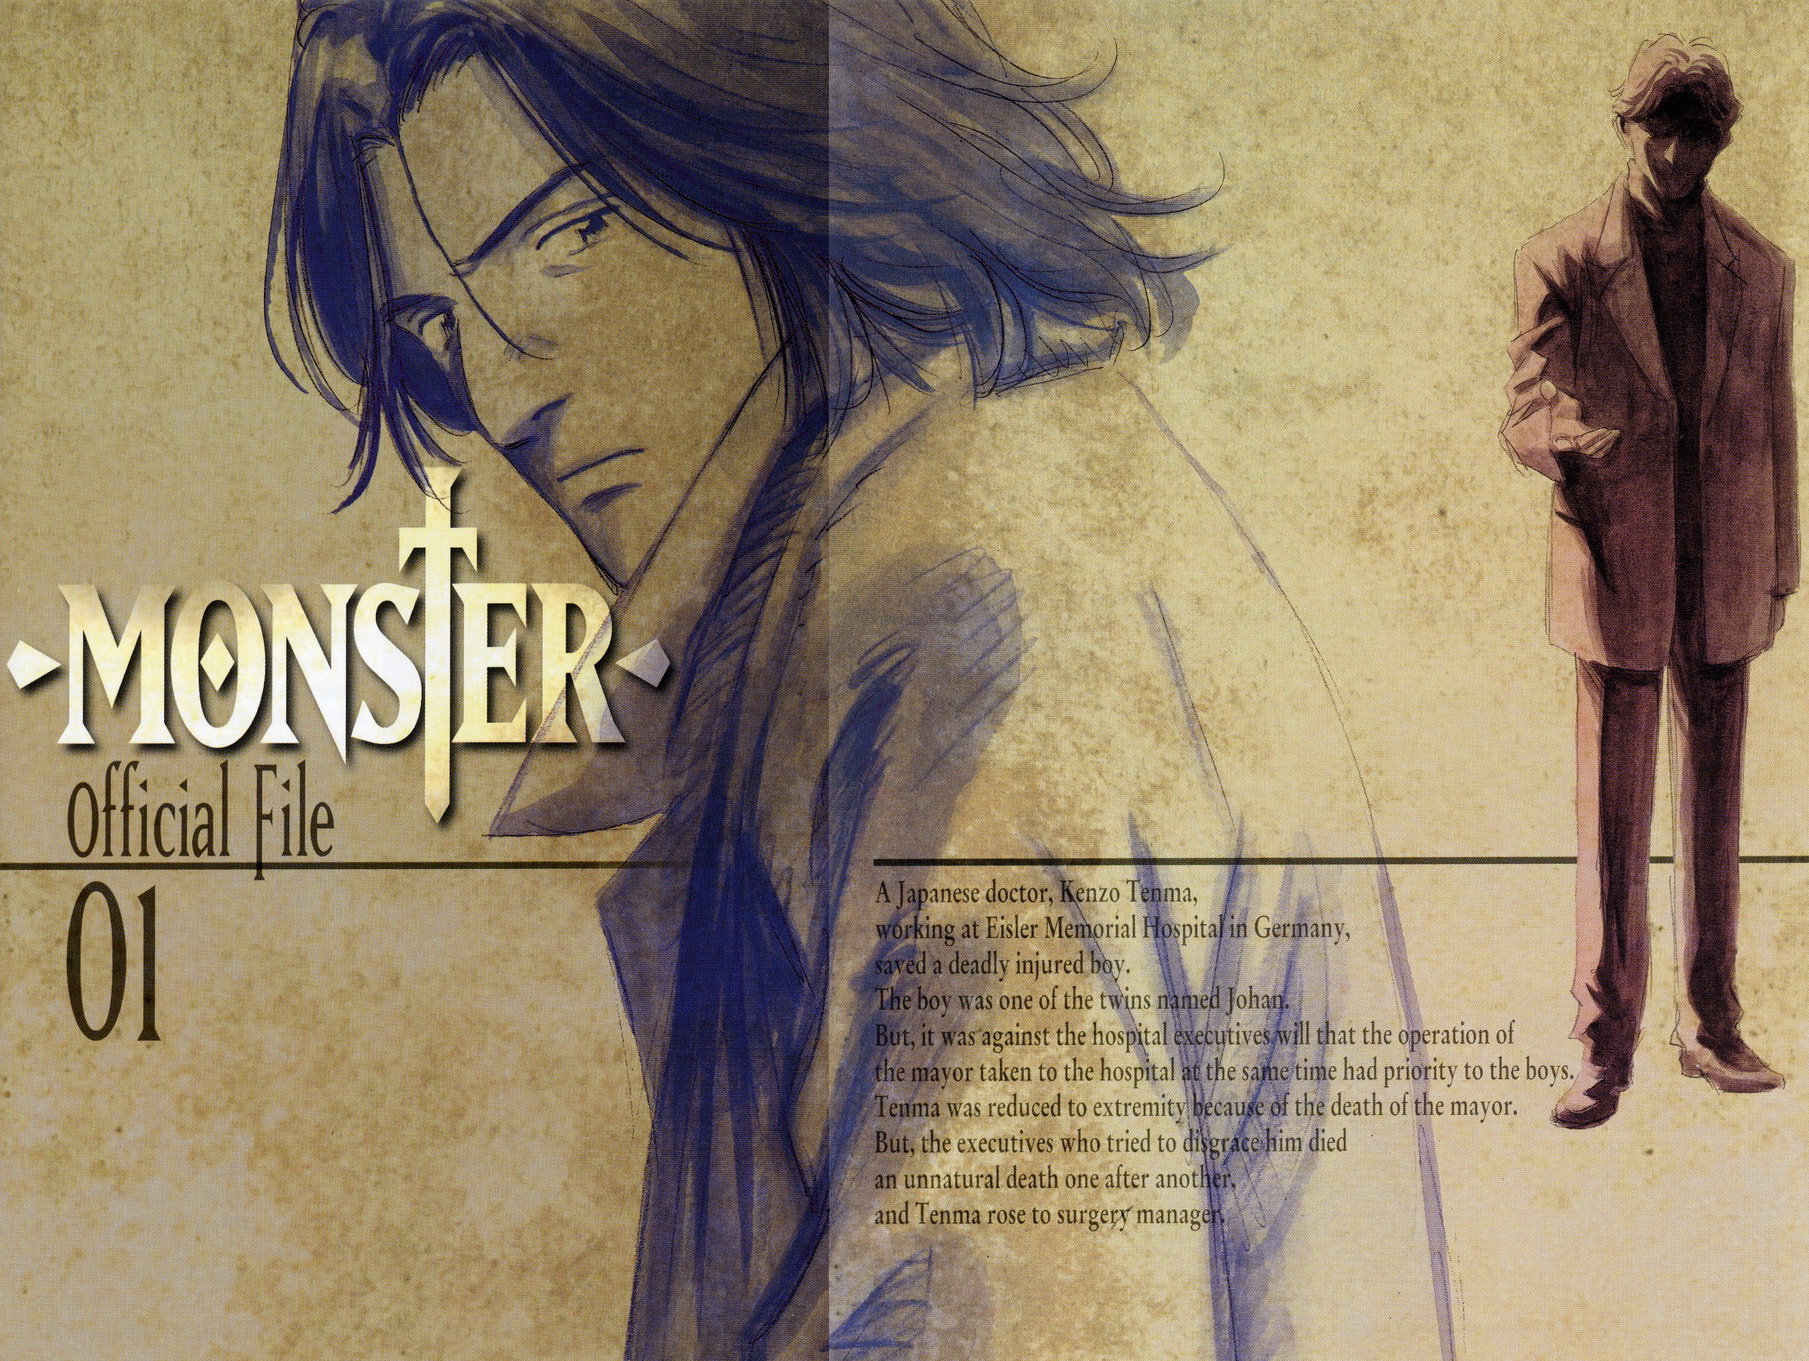 MONSTER
Official File
01
A Japanese doctor, Kenzo Tenma,
working at Eisler Memorial Hospital in Germany,
saved a deadly injured boy.
The boy was one of the twins named Johan.
But, it was against the hospital executives will that the operation of
the mayor taken to the hospital at the same time had priority to the boys.
Tenma was reduced to extremity because of the death of the mayor.
But, the executives who tried to disgrace him died
an unnatural death one after another,
and Tenma rose to surgery manager.